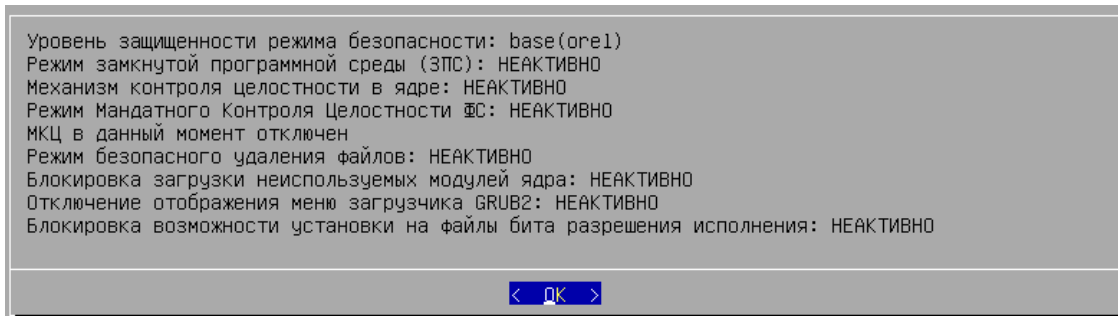 Уровень защищенности режима безопасности: base(orel)
Режим замкнутой программной среды (ЗПС): НЕАКТИВНО
Механизм контроля целостности в ядре: НЕАКТИВНО
Режим Мандатного Контроля Целостности ФС: НЕАКТИВНО
МКЦ в данный момент отключен
Режим безопасного удаления файлов: НЕАКТИВНО
Блокировка загрузки неиспользуемых модулей ядра: НЕАКТИВНО
Отключение отображения меню загрузчика GRUB2: НЕАКТИВНО
Блокировка возможности установки на файлы бита разрешения исполнения: НЕАКТИВНО
< OK >